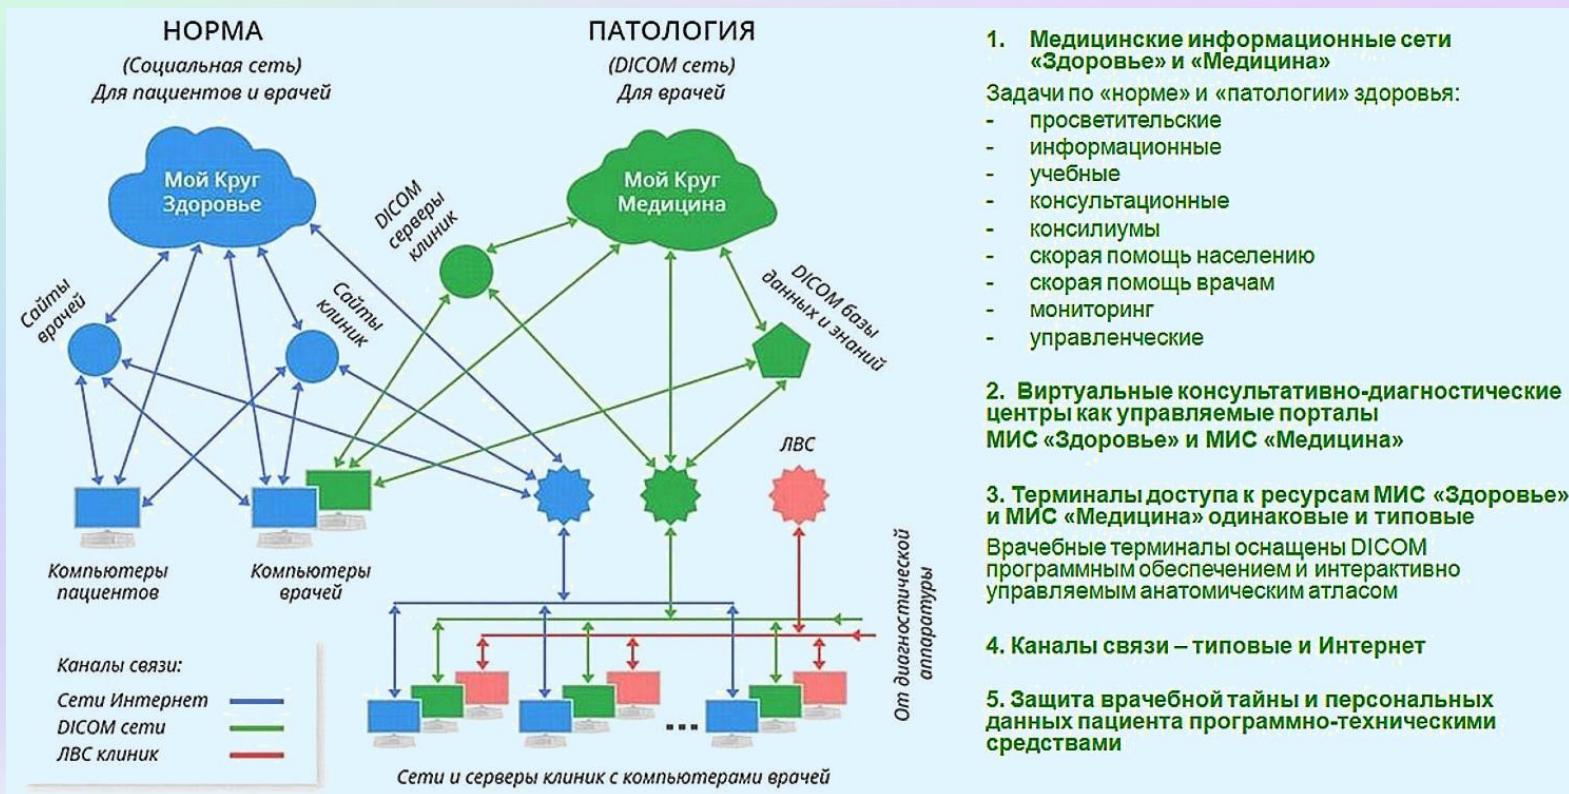 НОРМА
(Социальная сеть)
Для пациентов и врачей
ПАТОЛОГИЯ
(DICOM сеть)
Для врачей
Мой Круг
Здоровье
Мой Круг
Медицина
DICOM
серверы
клиник
Сайты
врачей
Сайты
клиник
DICOM базы
данных и знаний
ЛВС
Компьютеры
пациентов
Компьютеры
врачей
От диагностической
аппаратуры
...
Каналы связи:
Сети Интернет
DICOM сети
ЛВС клиник
Сети и серверы клиник с компьютерами врачей
1. Медицинские информационные сети
«Здоровье» и «Медицина»
Задачи по «норме» и «патологии» здоровья:
- просветительские
- информационные
- учебные
- консультационные
- консилиумы
- скорая помощь населению
- скорая помощь врачам
- мониторинг
- управленческие
2. Виртуальные консультативно-диагностические
центры как управляемые порталы
МИС «Здоровье» и МИС «Медицина»
3. Терминалы доступа к ресурсам МИС «Здоровье»
и МИС «Медицина» одинаковые и типовые
Врачебные терминалы оснащены DICOM
программным обеспечением и интерактивно
управляемым анатомическим атласом
4. Каналы связи – типовые и Интернет
5. Защита врачебной тайны и персональных
данных пациента программно-техническими
средствами